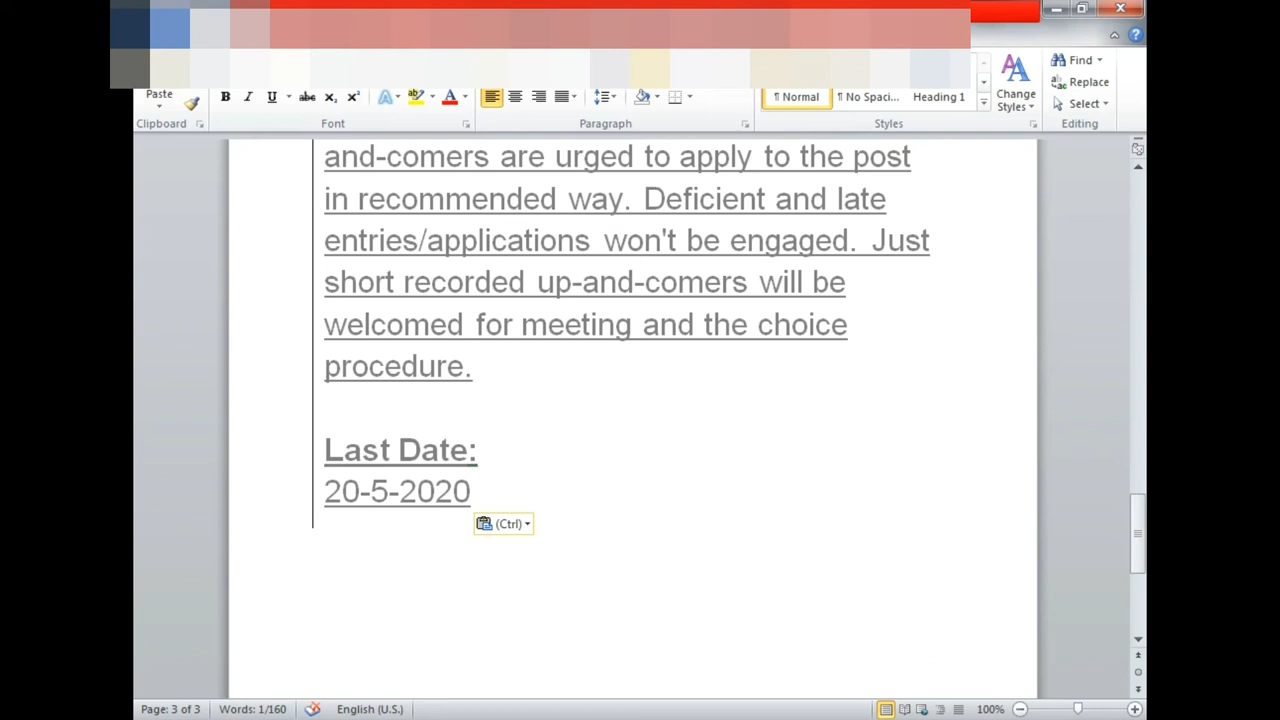 Find
Replace
Select
Editing
Paste
Clipboard
B I U abc x₂ x² A ab A
Font
Paragraph
¶ Normal ¶ No Spaci... Heading 1
Change
Styles
Styles
and-comers are urged to apply to the post
in recommended way. Deficient and late
entries/applications won't be engaged. Just
short recorded up-and-comers will be
welcomed for meeting and the choice
procedure.
Last Date:
20-5-2020
(Ctrl)
Page: 3 of 3 Words: 1/160 English (U.S.) 100%